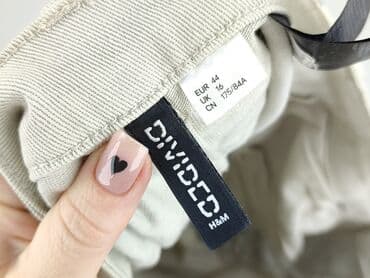 EUR 44
UK 16
CN 175/84A
DIVIDED
H&M